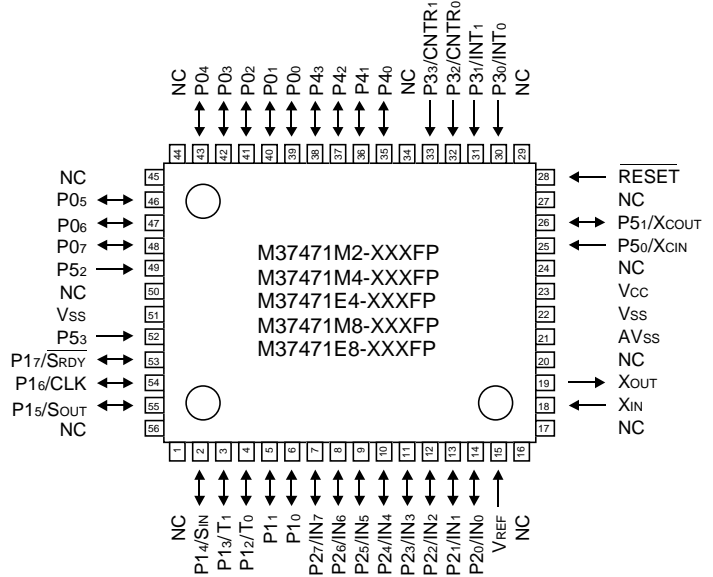 NC P04 P03 P02 P01 P00 P43 P42 P41 P40 NC P33/CNTR1 P32/CNTR0 P31/INT1 P30/INT0 NC
44 43 42 41 40 39 38 37 36 35 34 33 32 31 30 29
NC 45
P05 46
P06 47
P07 48
P52 49
NC 50
VSS 51
P53 52
P17/SRDY 53
P16/CLK 54
P15/SOUT 55
NC 56
M37471M2-XXXFP
M37471M4-XXXFP
M37471E4-XXXFP
M37471M8-XXXFP
M37471E8-XXXFP
28 RESET
27 NC
26 P51/XCOUT
25 P50/XCIN
24 NC
23 VCC
22 VSS
21 AVSS
20 NC
19 XOUT
18 XIN
17 NC
1 2 3 4 5 6 7 8 9 10 11 12 13 14 15 16
NC P14/SIN P13/T1 P12/T0 P11 P10 P27/IN7 P26/IN6 P25/IN5 P24/IN4 P23/IN3 P22/IN2 P21/IN1 P20/IN0 VREF NC